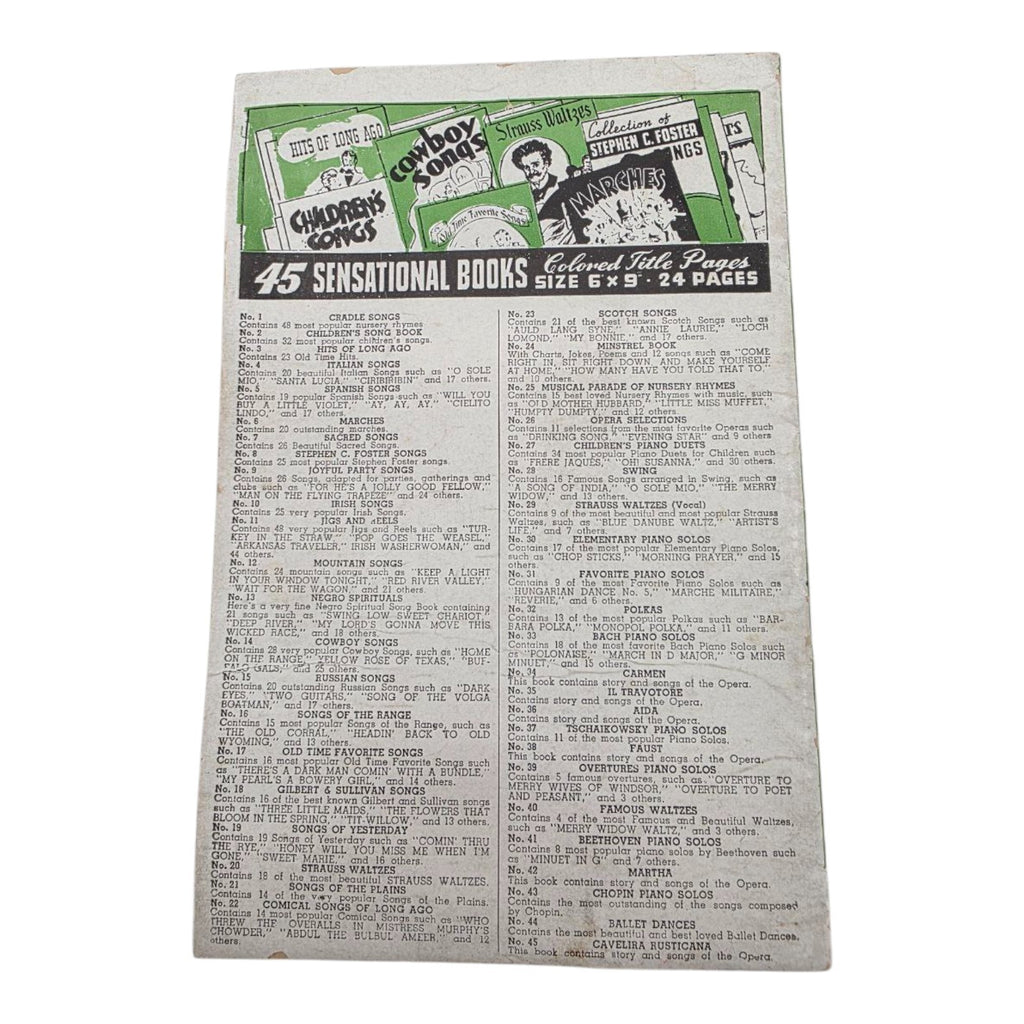 HITS OF LONG AGO
CHILDREN'S
SONGS
Cowboy
Songs
Old Time Favorite Songs
Strauss Waltzes
Collection of
STEPHEN C. FOSTER
NGS
MARCHES
TS
45 SENSATIONAL BOOKS
Colored Title Pages
SIZE 6 x 9 · 24 PAGES
No. 1 CRADLE SONGS
Contains 48 most popular nursery rhymes
No. 2 CHILDREN'S SONG BOOK
Contains 32 most popular children's songs.
No. 3 HITS OF LONG AGO
Contains 23 Old Time Hits.
No. 4 ITALIAN SONGS
Contains 20 beautiful Italian Songs such as "O SOLE
MIO," "SANTA LUCIA," "CIRIBIRIBIN" and 17 others.
No. 5 SPANISH SONGS
Contains 19 popular Spanish Songs such as "WILL YOU
BUY A LITTLE VIOLET," "AY, AY, AY." "CIELITO
LINDO," and 17 others.
No. 6 MARCHES
Contains 20 outstanding marches.
No. 7 SACRED SONGS
Contains 26 Beautiful Sacred Songs.
No. 8 STEPHEN C. FOSTER SONGS
Contains 25 most popular Stephen Foster songs.
No. 9 JOYFUL PARTY SONGS
Contains 26 Songs, adapted for parties, gatherings and
clubs such as "FOR HE'S A JOLLY GOOD FELLOW,"
"MAN ON THE FLYING TRAPEZE" and 24 others.
No. 10 IRISH SONGS
Contains 25 very popular Irish Songs.
No. 11 JIGS AND REELS
Contains 48 very popular Jigs and Reels such as "TUR-
KEY IN THE STRAW," "POP GOES THE WEASEL,"
"ARKANSAS TRAVELER, IRISH WASHERWOMAN," and
44 others.
No. 12 MOUNTAIN SONGS
Contains 24 mountain songs such as "KEEP A LIGHT
IN YOUR WINDOW TONIGHT," "RED RIVER VALLEY,"
"WAIT FOR THE WAGON," and 21 others.
No. 13 NEGRO SPIRITUALS
Here's a very fine Negro Spiritual Song Book containing
21 songs such as "SWING LOW SWEET CHARIOT,"
"DEEP RIVER," "MY LORD'S GONNA MOVE THIS
WICKED RACE," and 18 others.
No. 14 COWBOY SONGS
Contains 28 very popular Cowboy Songs, such as "HOME
ON THE RANGE," YELLOW ROSE OF TEXAS," "BUF-
FALO GALS," and 25 others.
No. 15 RUSSIAN SONGS
Contains 20 outstanding Russian Songs such as "DARK
EYES," "TWO GUITARS," "SONG OF THE VOLGA
BOATMAN," and 17 others.
No. 16 SONGS OF THE RANGE
Contains 15 most popular Songs of the Range, such as
"THE OLD CORRAL," "HEADIN' BACK TO OLD
WYOMING," and 13 others.
No. 17 OLD TIME FAVORITE SONGS
Contains 16 most popular Old Time Favorite Songs such
as "THERE'S A DARK MAN COMIN' WITH A BUNDLE,"
"MY PEARL'S A BOWERY GIRL," and 14 others.
No. 18 GILBERT & SULLIVAN SONGS
Contains 16 of the best known Gilbert and Sullivan songs
such as "THREE LITTLE MAIDS," "THE FLOWERS THAT
BLOOM IN THE SPRING," "TIT-WILLOW," and 13 others.
No. 19 SONGS OF YESTERDAY
Contains 19 Songs of Yesterday such as "COMIN' THRU
THE RYE," "HONEY WILL YOU MISS ME WHEN I'M
GONE," "SWEET MARIE," and 16 others.
No. 20 STRAUSS WALTZES
Contains 18 of the most beautiful STRAUSS WALTZES.
No. 21 SONGS OF THE PLAINS
Contains 14 of the very popular Songs of the Plains.
No. 22 COMICAL SONGS OF LONG AGO
Contains 14 most popular Comical Songs such as "WHO
THREW THE OVERALLS IN MISTRESS MURPHY'S
CHOWDER," "ABDUL THE BULBUL AMEER," and 12
others.
No. 23 SCOTCH SONGS
Contains 21 of the best known Scotch Songs such as
"AULD LANG SYNE," "ANNIE LAURIE," "LOCH
LOMOND," "MY BONNIE," and 17 others.
No. 24 MINSTREL BOOK
With Charts, Jokes, Poems and 12 songs such as "COME
RIGHT IN, SIT RIGHT DOWN, AND MAKE YOURSELF
AT HOME," "HOW MANY HAVE YOU TOLD THAT TO,"
and 10 others.
No. 25 MUSICAL PARADE OF NURSERY RHYMES
Contains 15 best loved Nursery Rhymes with music, such
as "OLD MOTHER HUBBARD," "LITTLE MISS MUFFET,"
"HUMPTY DUMPTY," and 12 others.
No. 26 OPERA SELECTIONS
Contains 11 selections from the most favorite Operas such
as "DRINKING SONG," "EVENING STAR" and 9 others
No. 27 CHILDREN'S PIANO DUETS
Contains 34 most popular Piano Duets for Children such
as "FRERE JAQUES," "OH! SUSANNA," and 30 others.
No. 28 SWING
Contains 16 Famous Songs arranged in Swing, such as
"A SONG OF INDIA," "O SOLE MIO," "THE MERRY
WIDOW," and 13 others.
No. 29 STRAUSS WALTZES (Vocal)
Contains 9 of the most beautiful and most popular Strauss
Waltzes, such as "BLUE DANUBE WALTZ," "ARTIST'S
LIFE," and 7 others.
No. 30 ELEMENTARY PIANO SOLOS
Contains 17 of the most popular Elementary Piano Solos,
such as "CHOP STICKS," "MORNING PRAYER," and 15
others.
No. 31 FAVORITE PIANO SOLOS
Contains 9 of the most Favorite Piano Solos such as
"HUNGARIAN DANCE No. 5," "MARCHE MILITAIRE,"
"REVERIE," and 6 others.
No. 32 POLKAS
Contains 13 of the most popular Polkas such as "BAR-
BARA POLKA," "MONOPOL POLKA," and 11 others.
No. 33 BACH PIANO SOLOS
Contains 18 of the most favorite Bach Piano Solos such
as "POLONAISE," "MARCH IN D MAJOR," "G MINOR
MINUET," and 15 others.
No. 34 CARMEN
This book contains story and songs of the Opera.
No. 35 IL TRAVOTORE
Contains story and songs of the Opera.
No. 36 AIDA
Contains story and songs of the Opera.
No. 37 TSCHAIKOWSKY PIANO SOLOS
Contains 11 of the most popular Piano Solos.
No. 38 FAUST
This book contains story and songs of the Opera.
No. 39 OVERTURES PIANO SOLOS
Contains 5 famous overtures, such as "OVERTURE TO
MERRY WIVES OF WINDSOR," "OVERTURE TO POET
AND PEASANT," and 3 others.
No. 40 FAMOUS WALTZES
Contains 4 of the most Famous and Beautiful Waltzes,
such as "MERRY WIDOW WALTZ," and 3 others.
No. 41 BEETHOVEN PIANO SOLOS
Contains 8 most popular piano solos by Beethoven such
as "MINUET IN G" and 7 others.
No. 42 MARTHA
This book contains story and songs of the Opera.
No. 43 CHOPIN PIANO SOLOS
Contains the most outstanding of the songs composed
by Chopin.
No. 44 BALLET DANCES
Contains the most beautiful and best loved Ballet Dances.
No. 45 CAVELIRA RUSTICANA
This book contains story and songs of the Opera.